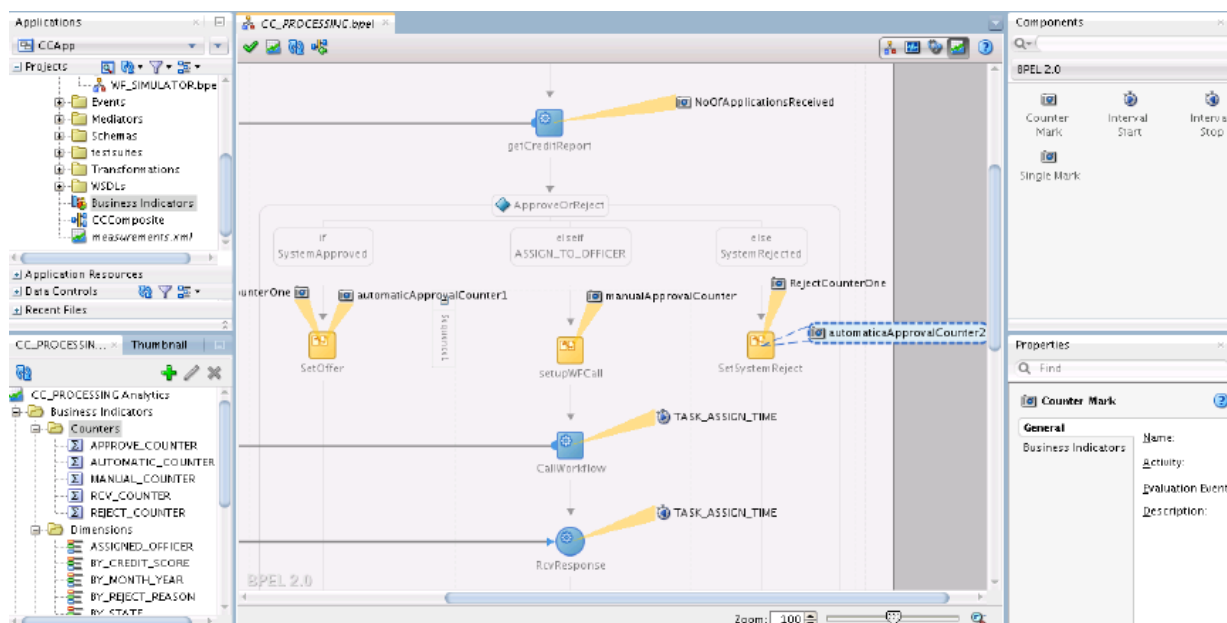 Applications
CCApp
Projects
WF_SIMULATOR.bpe
Events
Mediators
Schemas
testsuites
Transformations
WSDLs
Business Indicators
CCComposite
measurements.xml
Application Resources
Data Controls
Recent Files
CC_PROCESSIN...
Thumbnail
CC_PROCESSING Analytics
Business Indicators
Counters
APPROVE_COUNTER
AUTOMATIC_COUNTER
MANUAL_COUNTER
RCV_COUNTER
REJECT_COUNTER
Dimensions
ASSIGNED_OFFICER
BY_CREDIT_SCORE
BY_MONTH_YEAR
BY_REJECT_REASON
BY_STATE
CC_PROCESSING.bpel
NoOfApplicationsReceived
getCreditReport
ApproveOrReject
if
SystemApproved
elseif
ASSIGN_TO_OFFICER
else
SystemRejected
unterOne
automaticApprovalCounter1
manualApprovalCounter
RejectCounterOne
automaticaApprovalCounter2
Sequence1
SetOffer
setupWFCall
SetSystemReject
TASK_ASSIGN_TIME
CallWorkflow
TASK_ASSIGN_TIME
RcvResponse
BPEL 2.0
Zoom: 100
Components
BPEL 2.0
Counter Mark
Interval Start
Interva Stop
Single Mark
Properties
Find
Counter Mark
General
Business Indicators
Name:
Activity:
Evaluation Event
Description: